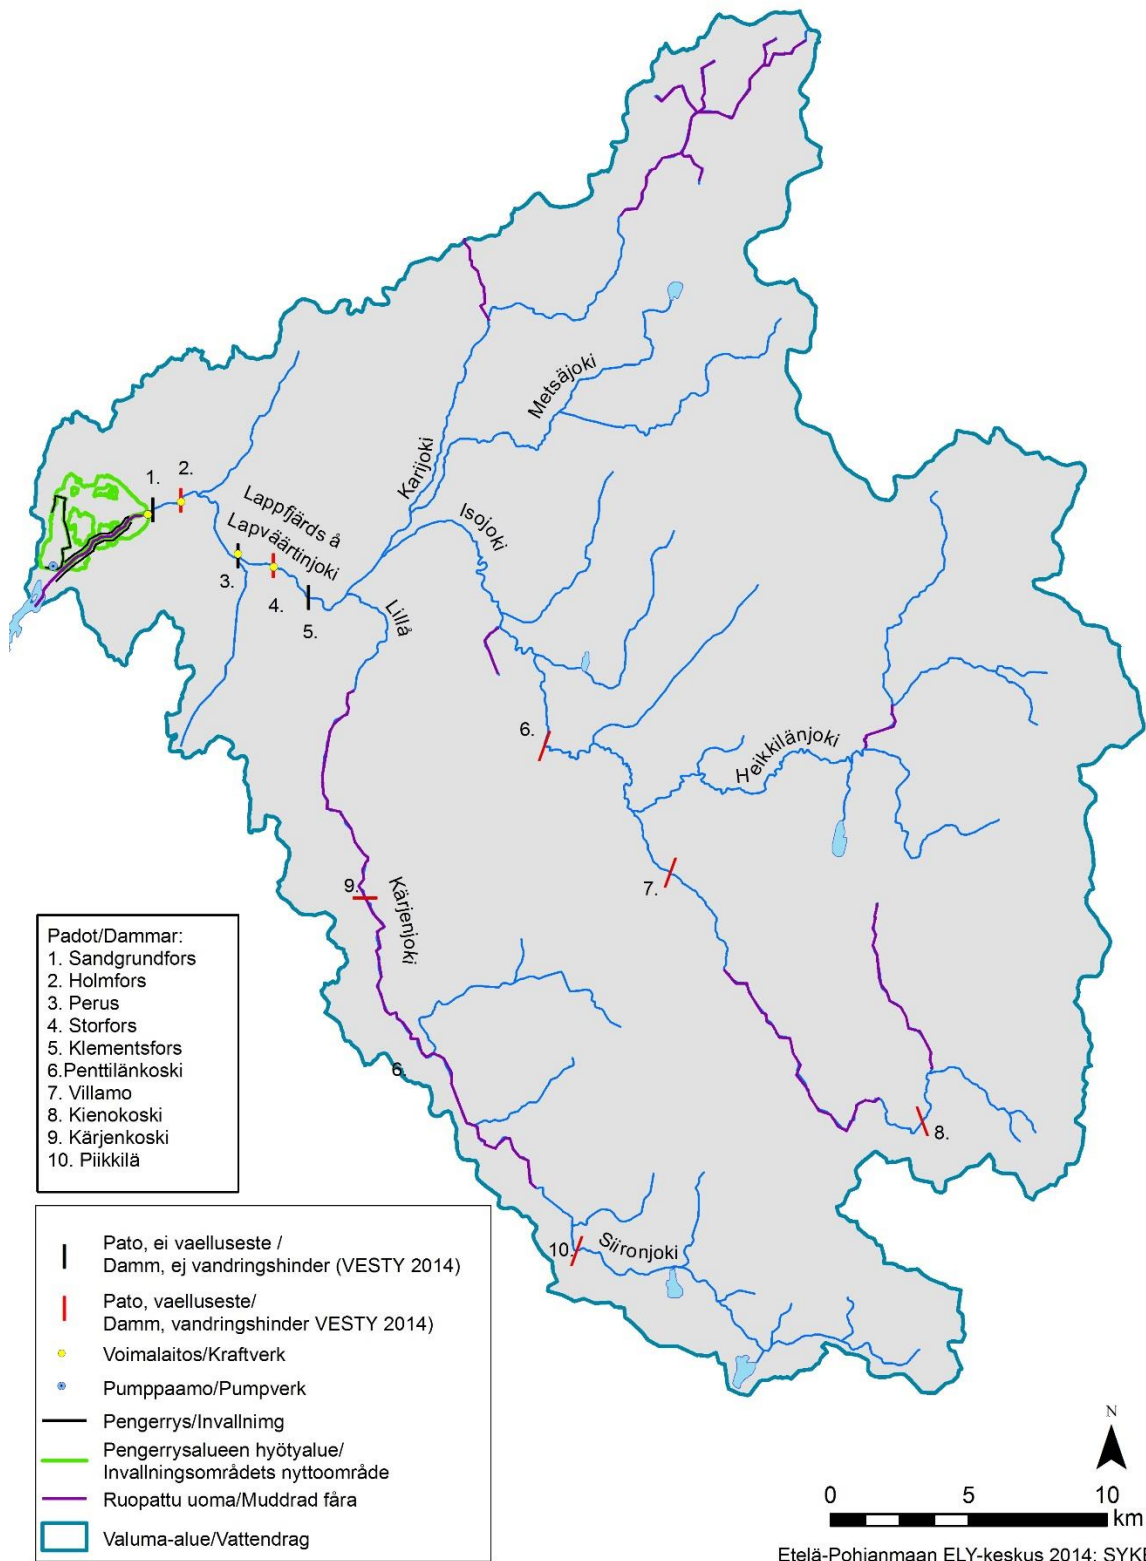 Metsäjoki
Karijoki
Isojoki
1.
2.
Lappfjärds å
Lapväärtinjoki
3.
4.
5.
Lillå
6.
Heikkilänjoki
7.
9.
Kärjenjoki
6.
8.
10.
Siironjoki
Padot/Dammar:
1. Sandgrundfors
2. Holmfors
3. Perus
4. Storfors
5. Klementsfors
6.Penttilänkoski
7. Villamo
8. Kienokoski
9. Kärjenkoski
10. Piikkilä
Pato, ei vaelluseste /
Damm, ej vandringshinder (VESTY 2014)
Pato, vaelluseste/
Damm, vandringshinder VESTY 2014)
Voimalaitos/Kraftverk
Pumppaamo/Pumpverk
Pengerrys/Invallnimg
Pengerrysalueen hyötyalue/
Invallningsområdets nyttoområde
Ruopattu uoma/Muddrad fåra
Valuma-alue/Vattendrag
N
0 5 10
km
Etelä-Pohjanmaan ELY-keskus 2014; SYKE